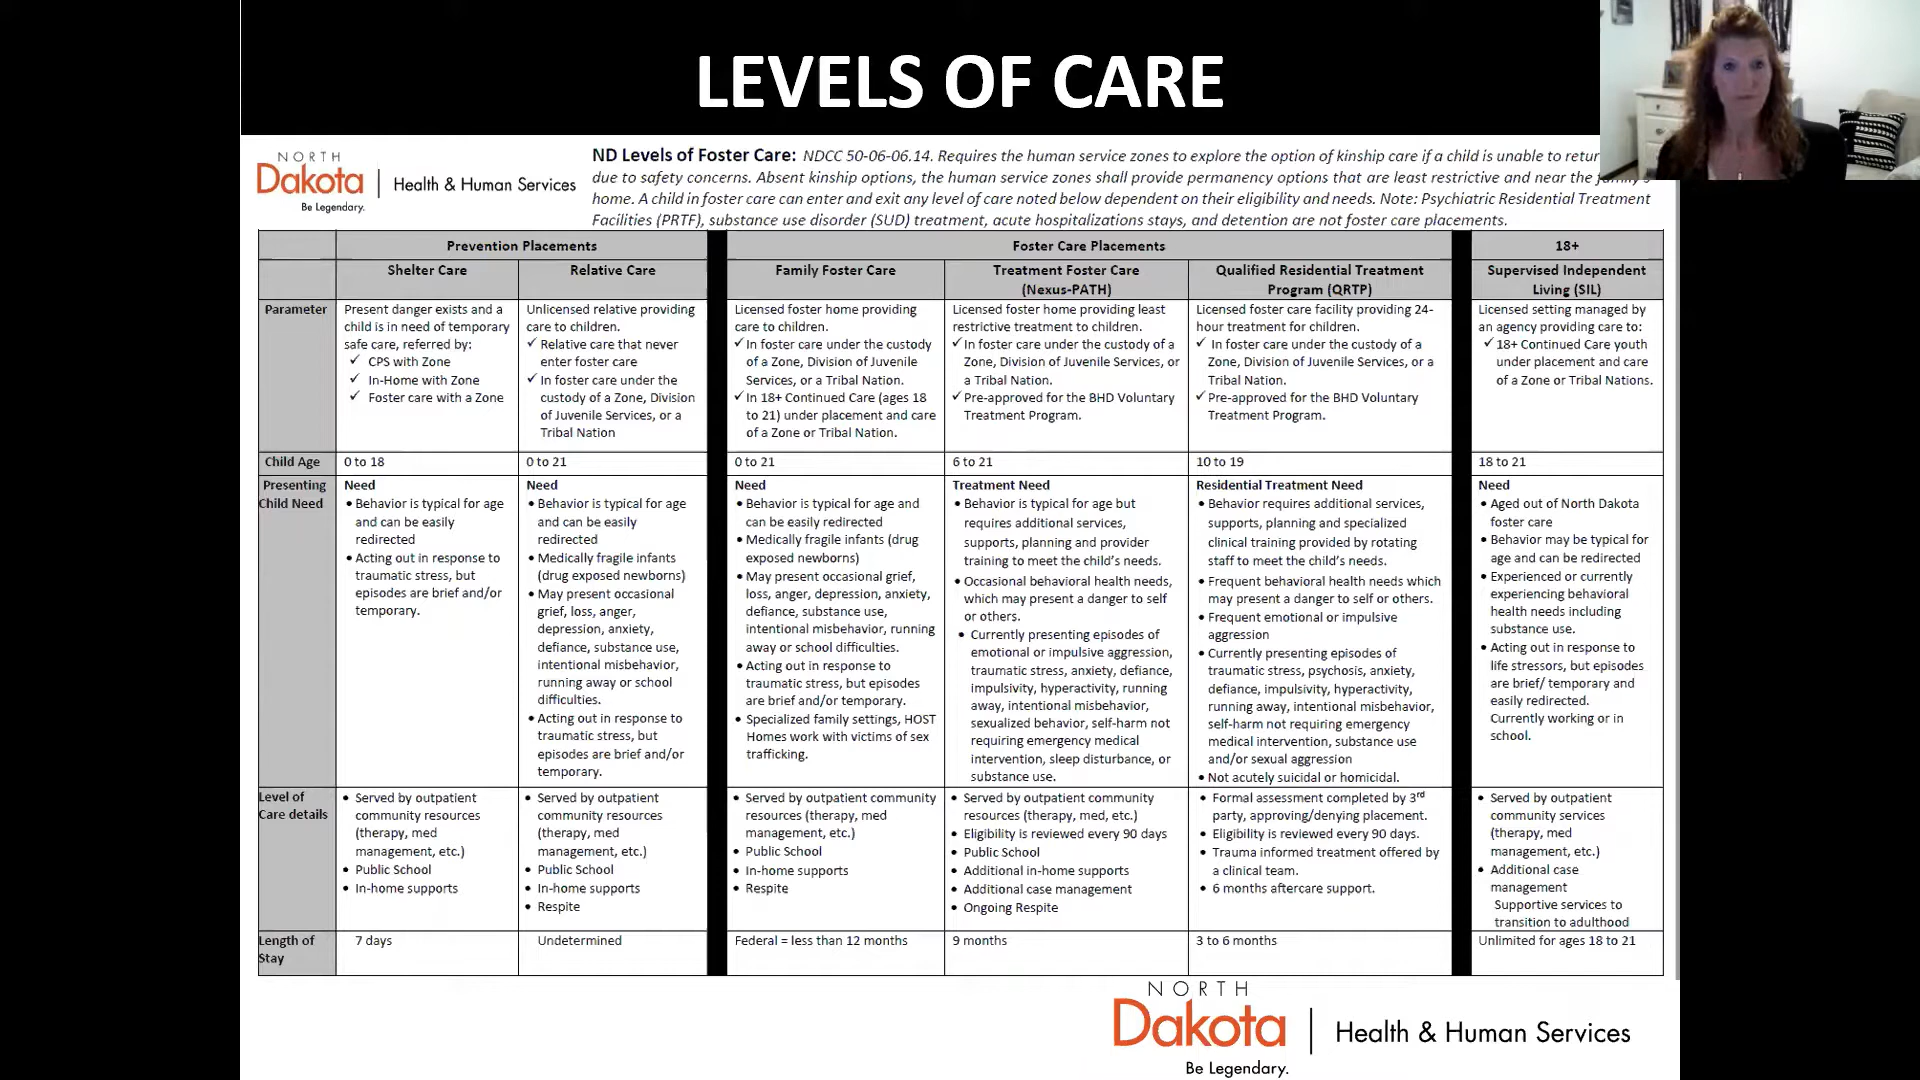 LEVELS OF CARE
NORTH
Dakota
Be Legendary.
Health & Human Services
ND Levels of Foster Care: NDCC 50-06-06.14. Requires the human service zones to explore the option of kinship care if a child is unable to
due to safety concerns. Absent kinship options, the human service zones shall provide permanency options that are least restrictive and near the family's
home. A child in foster care can enter and exit any level of care noted below dependent on their eligibility and needs. Note: Psychiatric Residential Treatment
Facilities (PRTF), substance use disorder (SUD) treatment, acute hospitalizations stays, and detention are not foster care placements.
Prevention Placements
Foster Care Placements
18+
Shelter Care
Relative Care
Family Foster Care
Treatment Foster Care
(Nexus-PATH)
Qualified Residential Treatment
Program (QRTP)
Supervised Independent
Living (SIL)
Parameter
Present danger exists and a
child is in need of temporary
safe care, referred by:
✓ CPS with Zone
✓ In-Home with Zone
✓ Foster care with a Zone
Unlicensed relative providing
care to children.
✓ Relative care that never
enter foster care
✓ In foster care under the
custody of a Zone, Division
of Juvenile Services, or a
Tribal Nation
Licensed foster home providing
care to children.
✓ In foster care under the custody
of a Zone, Division of Juvenile
Services, or a Tribal Nation.
✓ In 18+ Continued Care (ages 18
to 21) under placement and care
of a Zone or Tribal Nation.
Licensed foster home providing least
restrictive treatment to children.
✓ In foster care under the custody of a
Zone, Division of Juvenile Services, or
a Tribal Nation.
✓ Pre-approved for the BHD Voluntary
Treatment Program.
Licensed foster care facility providing 24-
hour treatment for children.
✓ In foster care under the custody of a
Zone, Division of Juvenile Services, or a
Tribal Nation.
✓ Pre-approved for the BHD Voluntary
Treatment Program.
Licensed setting managed by
an agency providing care to:
✓ 18+ Continued Care youth
under placement and care
of a Zone or Tribal Nations.
Child Age
0 to 18
0 to 21
0 to 21
6 to 21
10 to 19
18 to 21
Presenting
Child Need
Need
• Behavior is typical for age
and can be easily
redirected
• Acting out in response to
traumatic stress, but
episodes are brief and/or
temporary.
Need
• Behavior is typical for age
and can be easily
redirected
• Medically fragile infants
(drug exposed newborns)
• May present occasional
grief, loss, anger,
depression, anxiety,
defiance, substance use,
intentional misbehavior,
running away or school
difficulties.
• Acting out in response to
traumatic stress, but
episodes are brief and/or
temporary.
Need
• Behavior is typical for age and
can be easily redirected
• Medically fragile infants (drug
exposed newborns)
• May present occasional grief,
loss, anger, depression, anxiety,
defiance, substance use,
intentional misbehavior, running
away or school difficulties.
• Acting out in response to
traumatic stress, but episodes
are brief and/or temporary.
• Specialized family settings, HOST
Homes work with victims of sex
trafficking.
Treatment Need
• Behavior is typical for age but
requires additional services,
supports, planning and provider
training to meet the child's needs.
• Occasional behavioral health needs,
which may present a danger to self
or others.
• Currently presenting episodes of
emotional or impulsive aggression,
traumatic stress, anxiety, defiance,
impulsivity, hyperactivity, running
away, intentional misbehavior,
sexualized behavior, self-harm not
requiring emergency medical
intervention, sleep disturbance, or
substance use.
Residential Treatment Need
• Behavior requires additional services,
supports, planning and specialized
clinical training provided by rotating
staff to meet the child's needs.
• Frequent behavioral health needs which
may present a danger to self or others.
• Frequent emotional or impulsive
aggression
• Currently presenting episodes of
traumatic stress, psychosis, anxiety,
defiance, impulsivity, hyperactivity,
running away, intentional misbehavior,
self-harm not requiring emergency
medical intervention, substance use
and/or sexual aggression
• Not acutely suicidal or homicidal.
Need
• Aged out of North Dakota
foster care
• Behavior may be typical for
age and can be redirected
• Experienced or currently
experiencing behavioral
health needs including
substance use.
• Acting out in response to
life stressors, but episodes
are brief/ temporary and
easily redirected.
Currently working or in
school.
Level of
Care details
• Served by outpatient
community resources
(therapy, med
management, etc.)
• Public School
• In-home supports
• Served by outpatient
community resources
(therapy, med
management, etc.)
• Public School
• In-home supports
• Respite
• Served by outpatient community
resources (therapy, med
management, etc.)
• Public School
• In-home supports
• Respite
• Served by outpatient community
resources (therapy, med, etc.)
• Eligibility is reviewed every 90 days
• Public School
• Additional in-home supports
• Additional case management
• Ongoing Respite
• Formal assessment completed by 3rd
party, approving/denying placement.
• Eligibility is reviewed every 90 days.
• Trauma informed treatment offered by
a clinical team.
• 6 months aftercare support.
• Served by outpatient
community services
(therapy, med
management, etc.)
• Additional case
management
Supportive services to
transition to adulthood
Length of
Stay
7 days
Undetermined
Federal = less than 12 months
9 months
3 to 6 months
Unlimited for ages 18 to 21
NORTH
Dakota
Be Legendary.
Health & Human Services